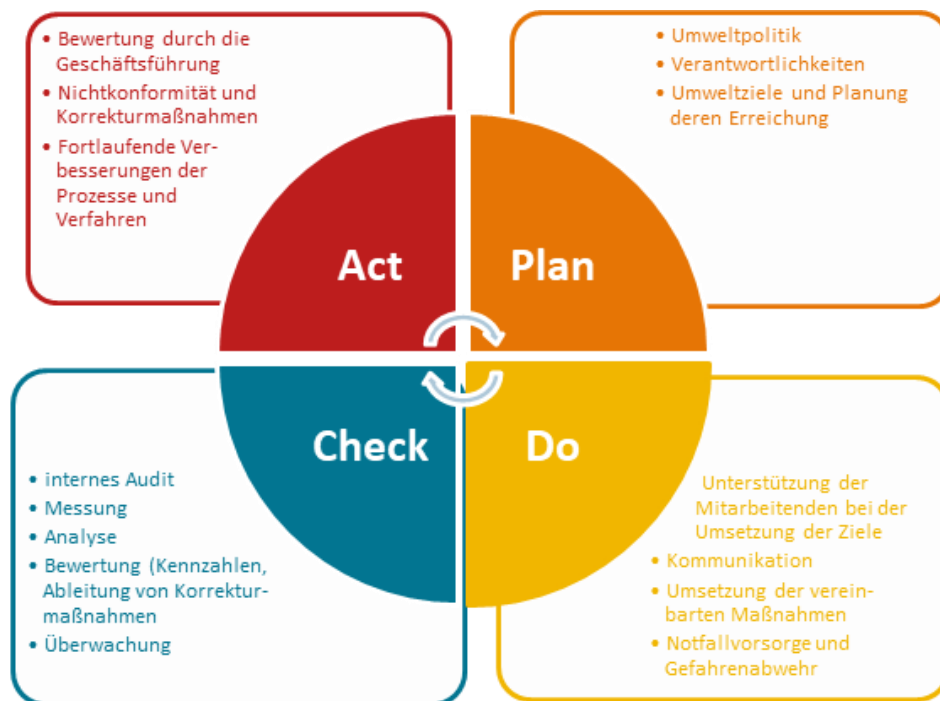 • Bewertung durch die
Geschäftsführung
• Nichtkonformität und
Korrekturmaßnahmen
• Fortlaufende Ver-
besserungen der
Prozesse und
Verfahren
• Umweltpolitik
• Verantwortlichkeiten
• Umweltziele und Planung
deren Erreichung
Act
Plan
Check
Do
• internes Audit
• Messung
• Analyse
• Bewertung (Kennzahlen,
Ableitung von Korrektur-
maßnahmen
• Überwachung
Unterstützung der
Mitarbeitenden bei der
Umsetzung der Ziele
• Kommunikation
• Umsetzung der verein-
barten Maßnahmen
• Notfallvorsorge und
Gefahrenabwehr